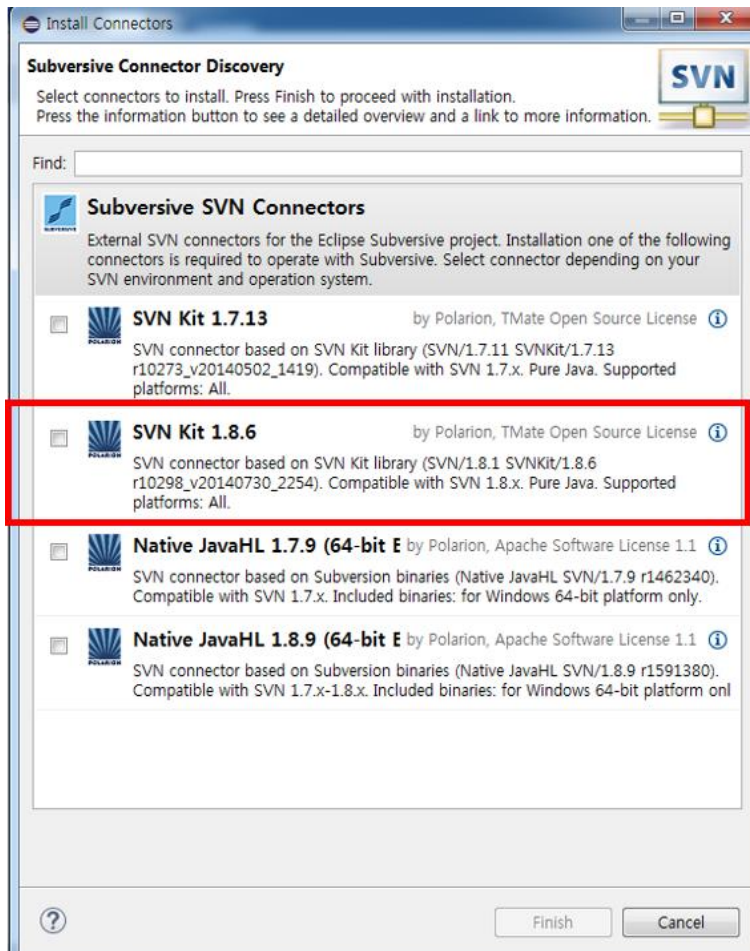 Install Connectors
Subversive Connector Discovery
Select connectors to install. Press Finish to proceed with installation.
Press the information button to see a detailed overview and a link to more information.
SVN
Find:
Subversive SVN Connectors
External SVN connectors for the Eclipse Subversive project. Installation one of the following
connectors is required to operate with Subversive. Select connector depending on your
SVN environment and operation system.
SVN Kit 1.7.13 by Polarion, TMate Open Source License
SVN connector based on SVN Kit library (SVN/1.7.11 SVNKit/1.7.13
r10273_v20140502_1419). Compatible with SVN 1.7.x. Pure Java. Supported
platforms: All.
SVN Kit 1.8.6 by Polarion, TMate Open Source License
SVN connector based on SVN Kit library (SVN/1.8.1 SVNKit/1.8.6
r10298_v20140730_2254). Compatible with SVN 1.8.x. Pure Java. Supported
platforms: All.
Native JavaHL 1.7.9 (64-bit E by Polarion, Apache Software License 1.1
SVN connector based on Subversion binaries (Native JavaHL SVN/1.7.9 r1462340).
Compatible with SVN 1.7.x. Included binaries: for Windows 64-bit platform only.
Native JavaHL 1.8.9 (64-bit E by Polarion, Apache Software License 1.1
SVN connector based on Subversion binaries (Native JavaHL SVN/1.8.9 r1591380).
Compatible with SVN 1.7.x-1.8.x. Included binaries: for Windows 64-bit platform onl
Finish Cancel